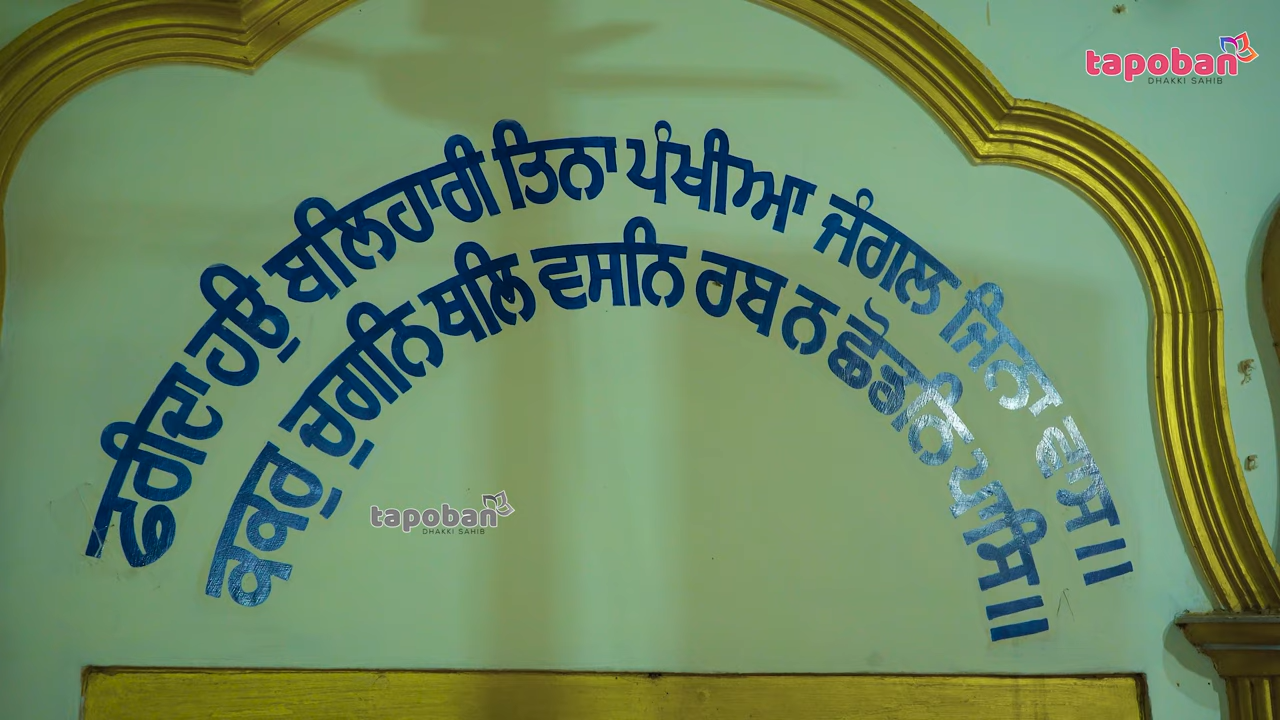 tapoban
DHAKKI SAHIB
ਫਰੀਦਾ ਹਉ ਬਲਿਹਾਰੀ ਤਿਨਾ ਪੰਖੀਆ ਜੰਗਲ ਜਿਨਾ ਵਾਸ॥
ਕਕਰੁ ਚੁਗਨਿ ਥਲਿ ਵਸਨਿ ਰਬ ਨ ਛੋਡਨਿ ਪਾਸਿ॥
tapoban
DHAKKI SAHIB